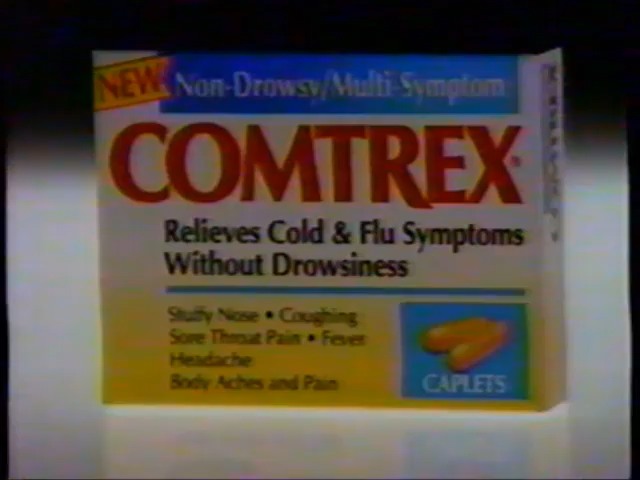 NEW Non-Drowsy/Multi-Symptom
COMTREX®
Relieves Cold & Flu Symptoms
Without Drowsiness
Stuffy Nose • Coughing
Sore Throat Pain • Fever
Headache
Body Aches and Pain
CAPLETS